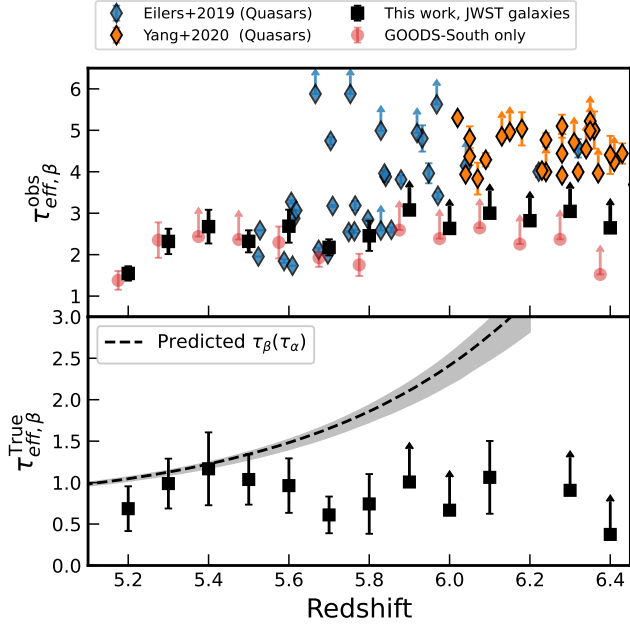 Eilers+2019 (Quasars)
Yang+2020 (Quasars)
This work, JWST galaxies
GOODS-South only
6
5
4
3
2
1
τ^obs_eff, β
3.0
2.5
2.0
1.5
1.0
0.5
0.0
τ^True_eff, β
Predicted τ_β(τ_α)
5.2 5.4 5.6 5.8 6.0 6.2 6.4
Redshift